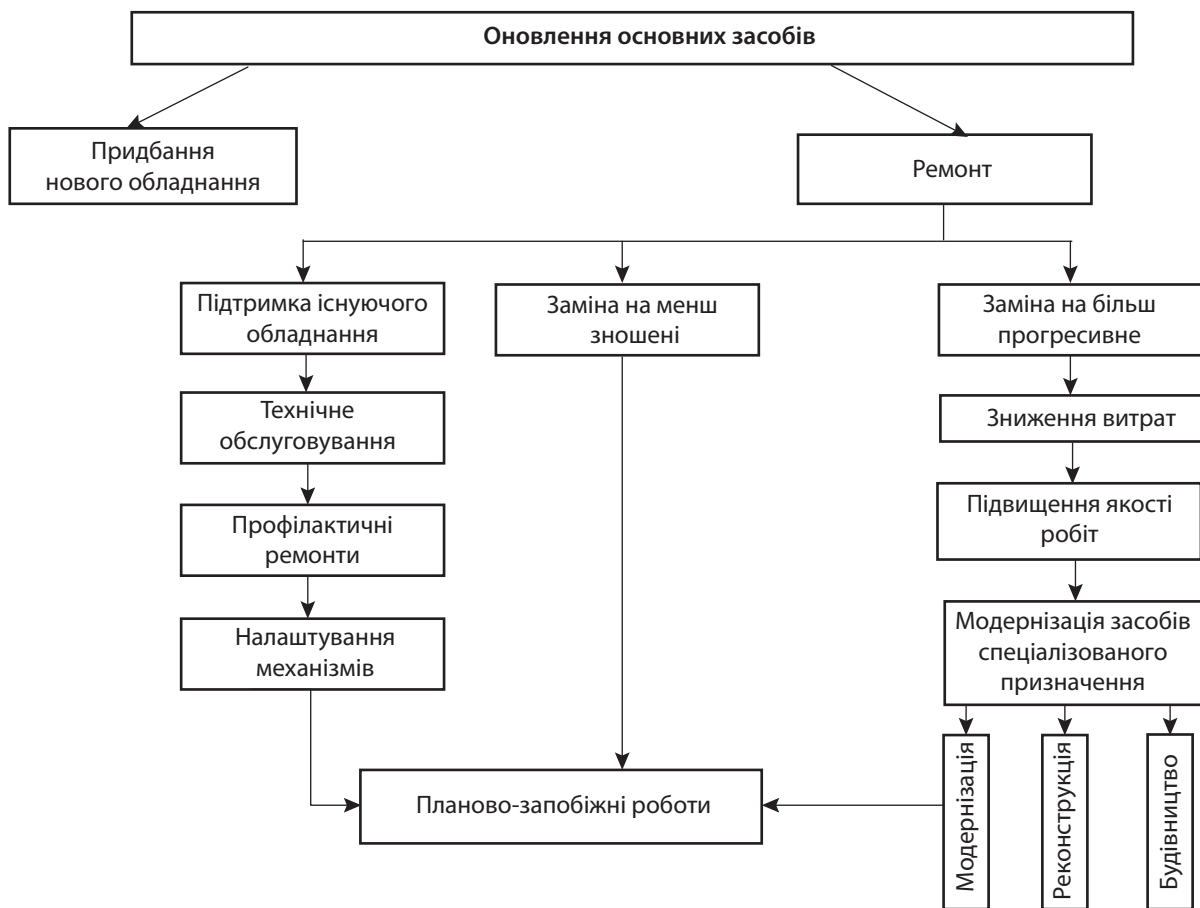 Оновлення основних засобів
Придбання
нового обладнання
Ремонт
Підтримка існуючого
обладнання
Заміна на менш
зношені
Заміна на більш
прогресивне
Технічне
обслуговування
Зниження витрат
Профілактичні
ремонти
Підвищення якості
робіт
Налаштування
механізмів
Модернізація засобів
спеціалізованого
призначення
Планово-запобіжні роботи
Модернізація
Реконструкція
Будівництво